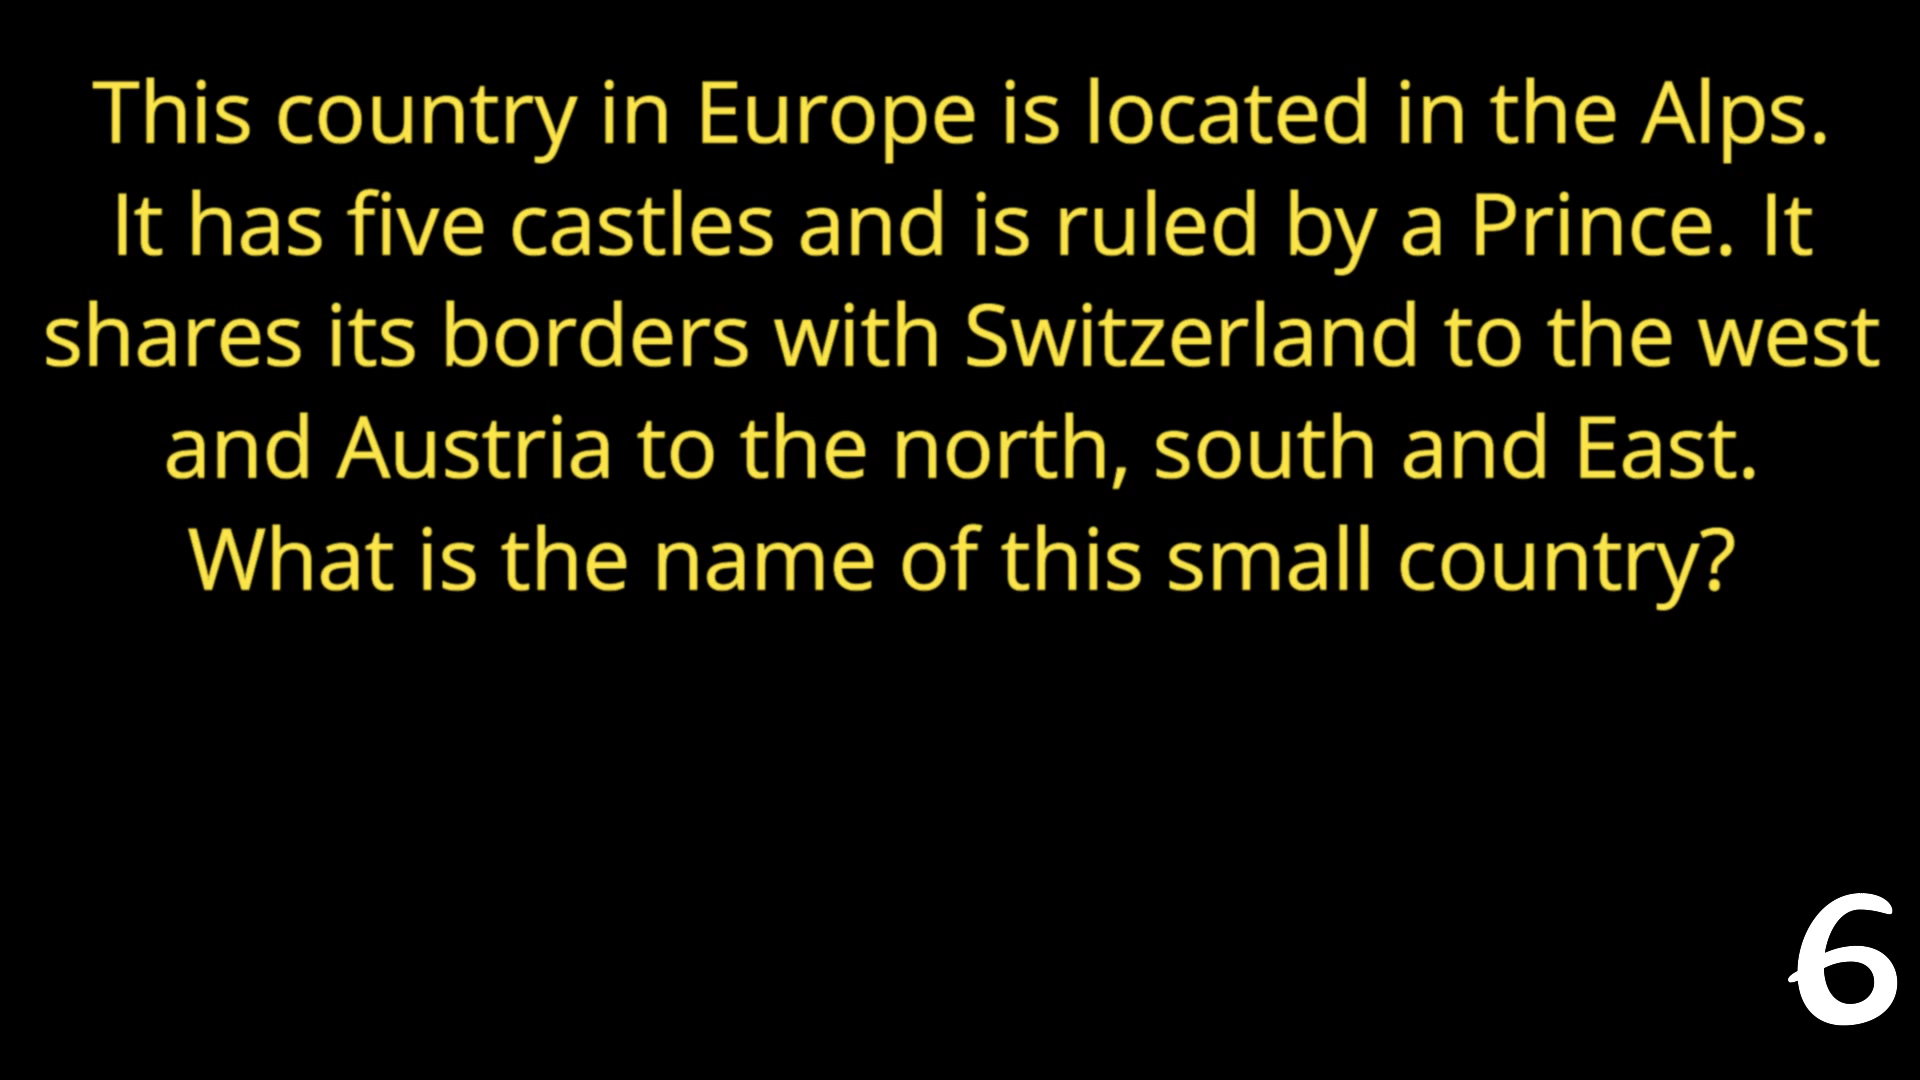 This country in Europe is located in the Alps.
It has five castles and is ruled by a Prince. It
shares its borders with Switzerland to the west
and Austria to the north, south and East.
What is the name of this small country?
6